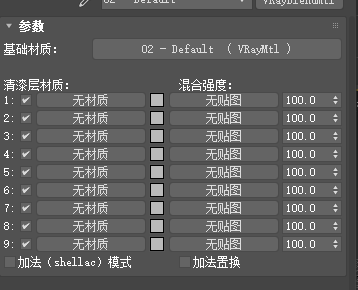 02 - Default VRayBlendMtl
参数
基础材质: 02 - Default ( VRayMtl )
清漆层材质: 混合强度:
1: 无材质 无贴图 100.0
2: 无材质 无贴图 100.0
3: 无材质 无贴图 100.0
4: 无材质 无贴图 100.0
5: 无材质 无贴图 100.0
6: 无材质 无贴图 100.0
7: 无材质 无贴图 100.0
8: 无材质 无贴图 100.0
9: 无材质 无贴图 100.0
加法（shellac）模式 加法置换